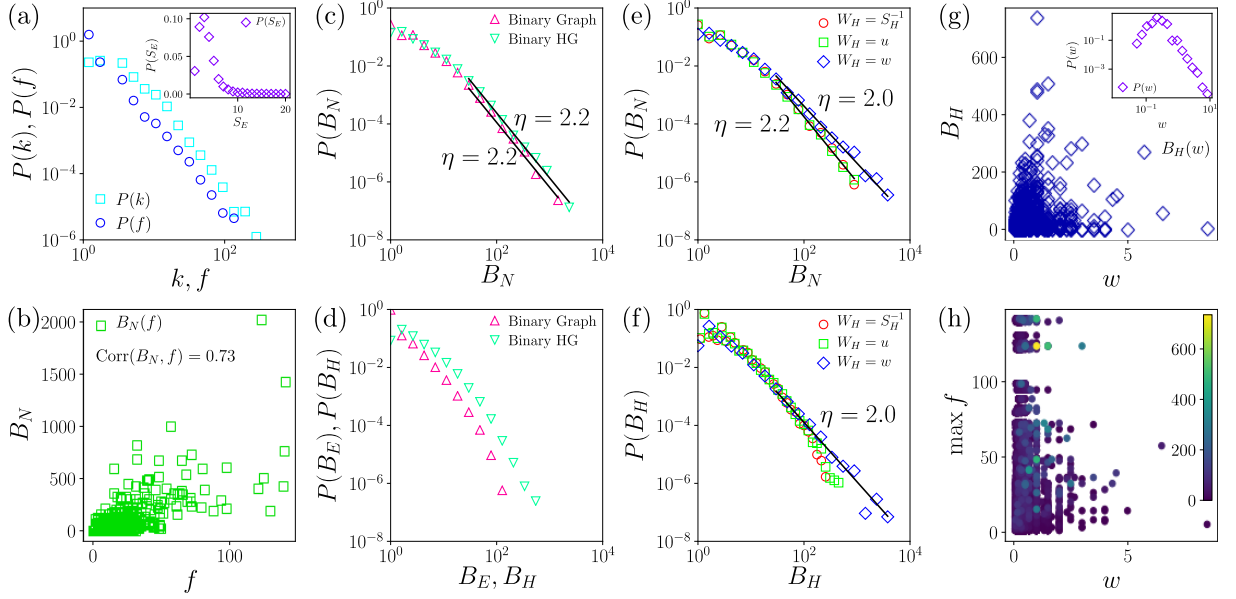 (a)
P(k), P(f)
10^0
10^-2
10^-4
10^-6
10^0
10^2
k, f
P(k)
P(f)
P(S_E)
0.10
0.05
0.00
10
20
S_E
P(S_E)
(c)
P(B_N)
10^0
10^-2
10^-4
10^-6
10^-8
10^0
10^2
10^4
B_N
Binary Graph
Binary HG
η = 2.2
η = 2.2
(e)
P(B_N)
10^0
10^-2
10^-4
10^-6
10^-8
10^0
10^2
10^4
B_N
W_H = S_H^-1
W_H = u
W_H = w
η = 2.0
η = 2.2
(g)
B_H
600
400
200
0
0
5
w
B_H(w)
P(w)
10^-1
10^-3
10^-1
10^1
w
P(w)
(b)
B_N
2000
1500
1000
500
0
0
100
f
B_N(f)
Corr(B_N, f) = 0.73
(d)
P(B_E), P(B_H)
10^0
10^-2
10^-4
10^-6
10^-8
10^0
10^2
10^4
B_E, B_H
Binary Graph
Binary HG
(f)
P(B_H)
10^0
10^-2
10^-4
10^-6
10^-8
10^0
10^2
10^4
B_H
W_H = S_H^-1
W_H = u
W_H = w
η = 2.0
(h)
max f
100
50
0
0
5
w
600
400
200
0